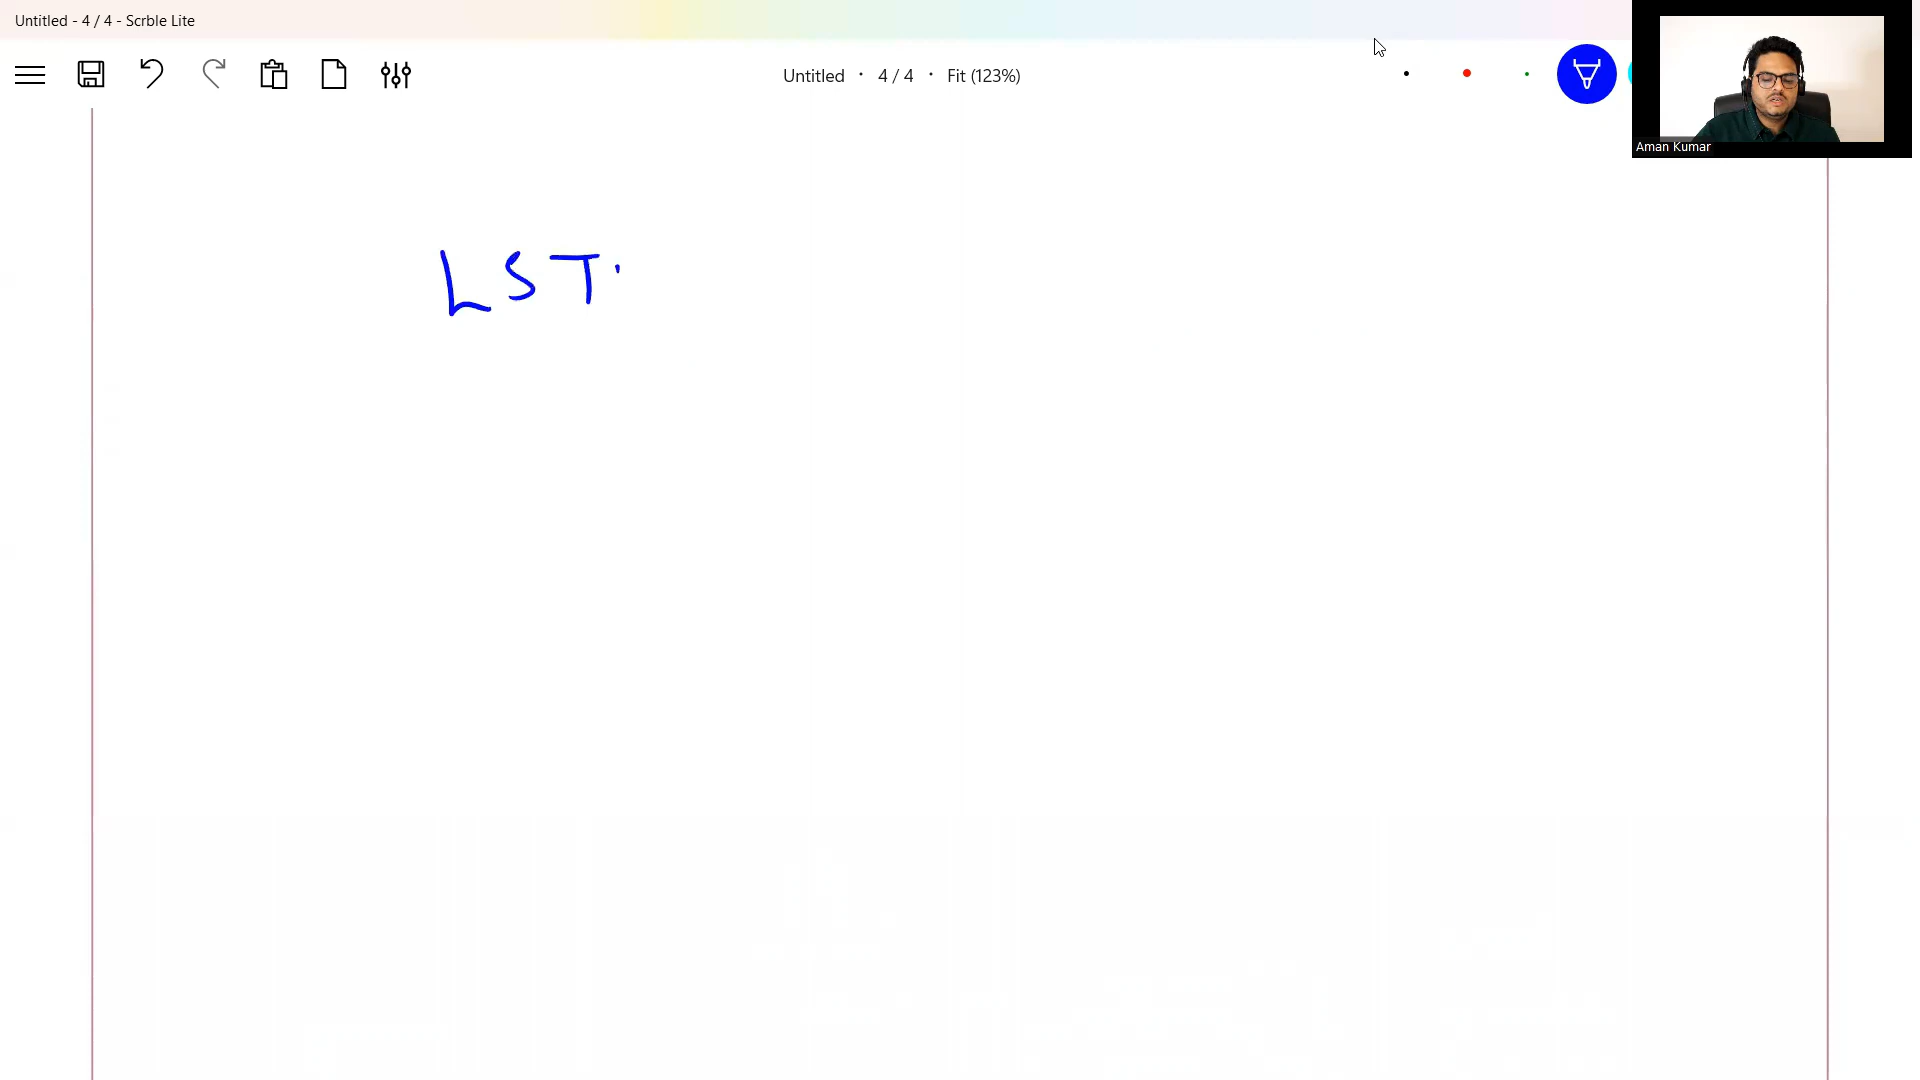 Untitled - 4 / 4 - Scrble Lite
Untitled • 4 / 4 • Fit (123%)
Aman Kumar
LST